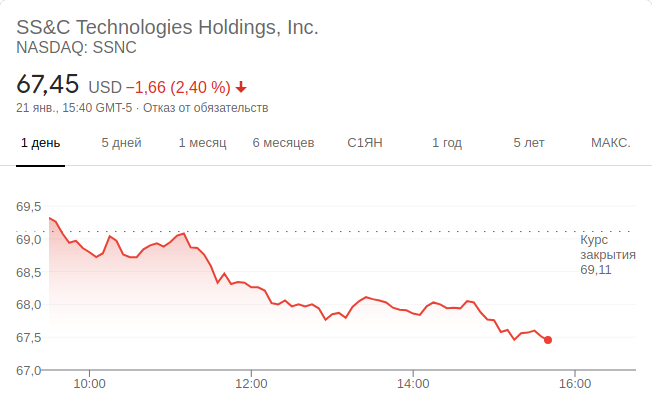 SS&C Technologies Holdings, Inc.
NASDAQ: SSNC
67,45 USD −1,66 (2,40 %)
21 янв., 15:40 GMT-5 · Отказ от обязательств
1 день 5 дней 1 месяц 6 месяцев С1ЯН 1 год 5 лет МАКС.
69,5
69,0
68,5
68,0
67,5
67,0
Курс
закрытия
69,11
10:00 12:00 14:00 16:00